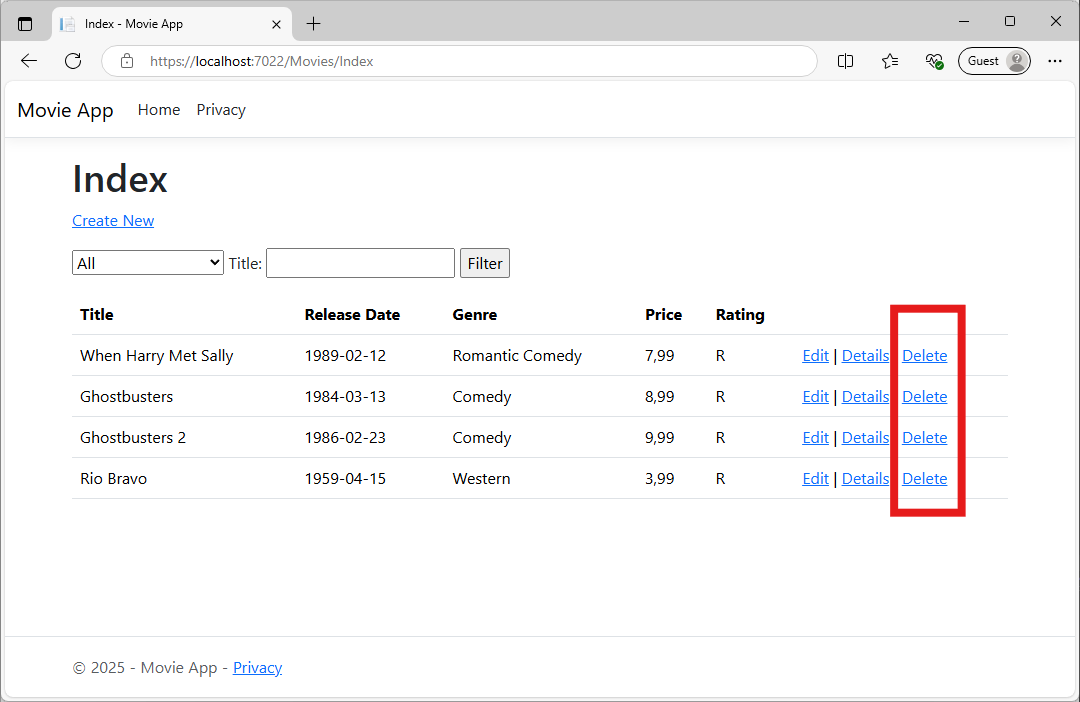 Index - Movie App
https://localhost:7022/Movies/Index
Guest
Movie App Home Privacy
Index
Create New
All Title: Filter
Title Release Date Genre Price Rating
When Harry Met Sally 1989-02-12 Romantic Comedy 7,99 R Edit | Details Delete
Ghostbusters 1984-03-13 Comedy 8,99 R Edit | Details Delete
Ghostbusters 2 1986-02-23 Comedy 9,99 R Edit | Details Delete
Rio Bravo 1959-04-15 Western 3,99 R Edit | Details Delete
© 2025 - Movie App - Privacy